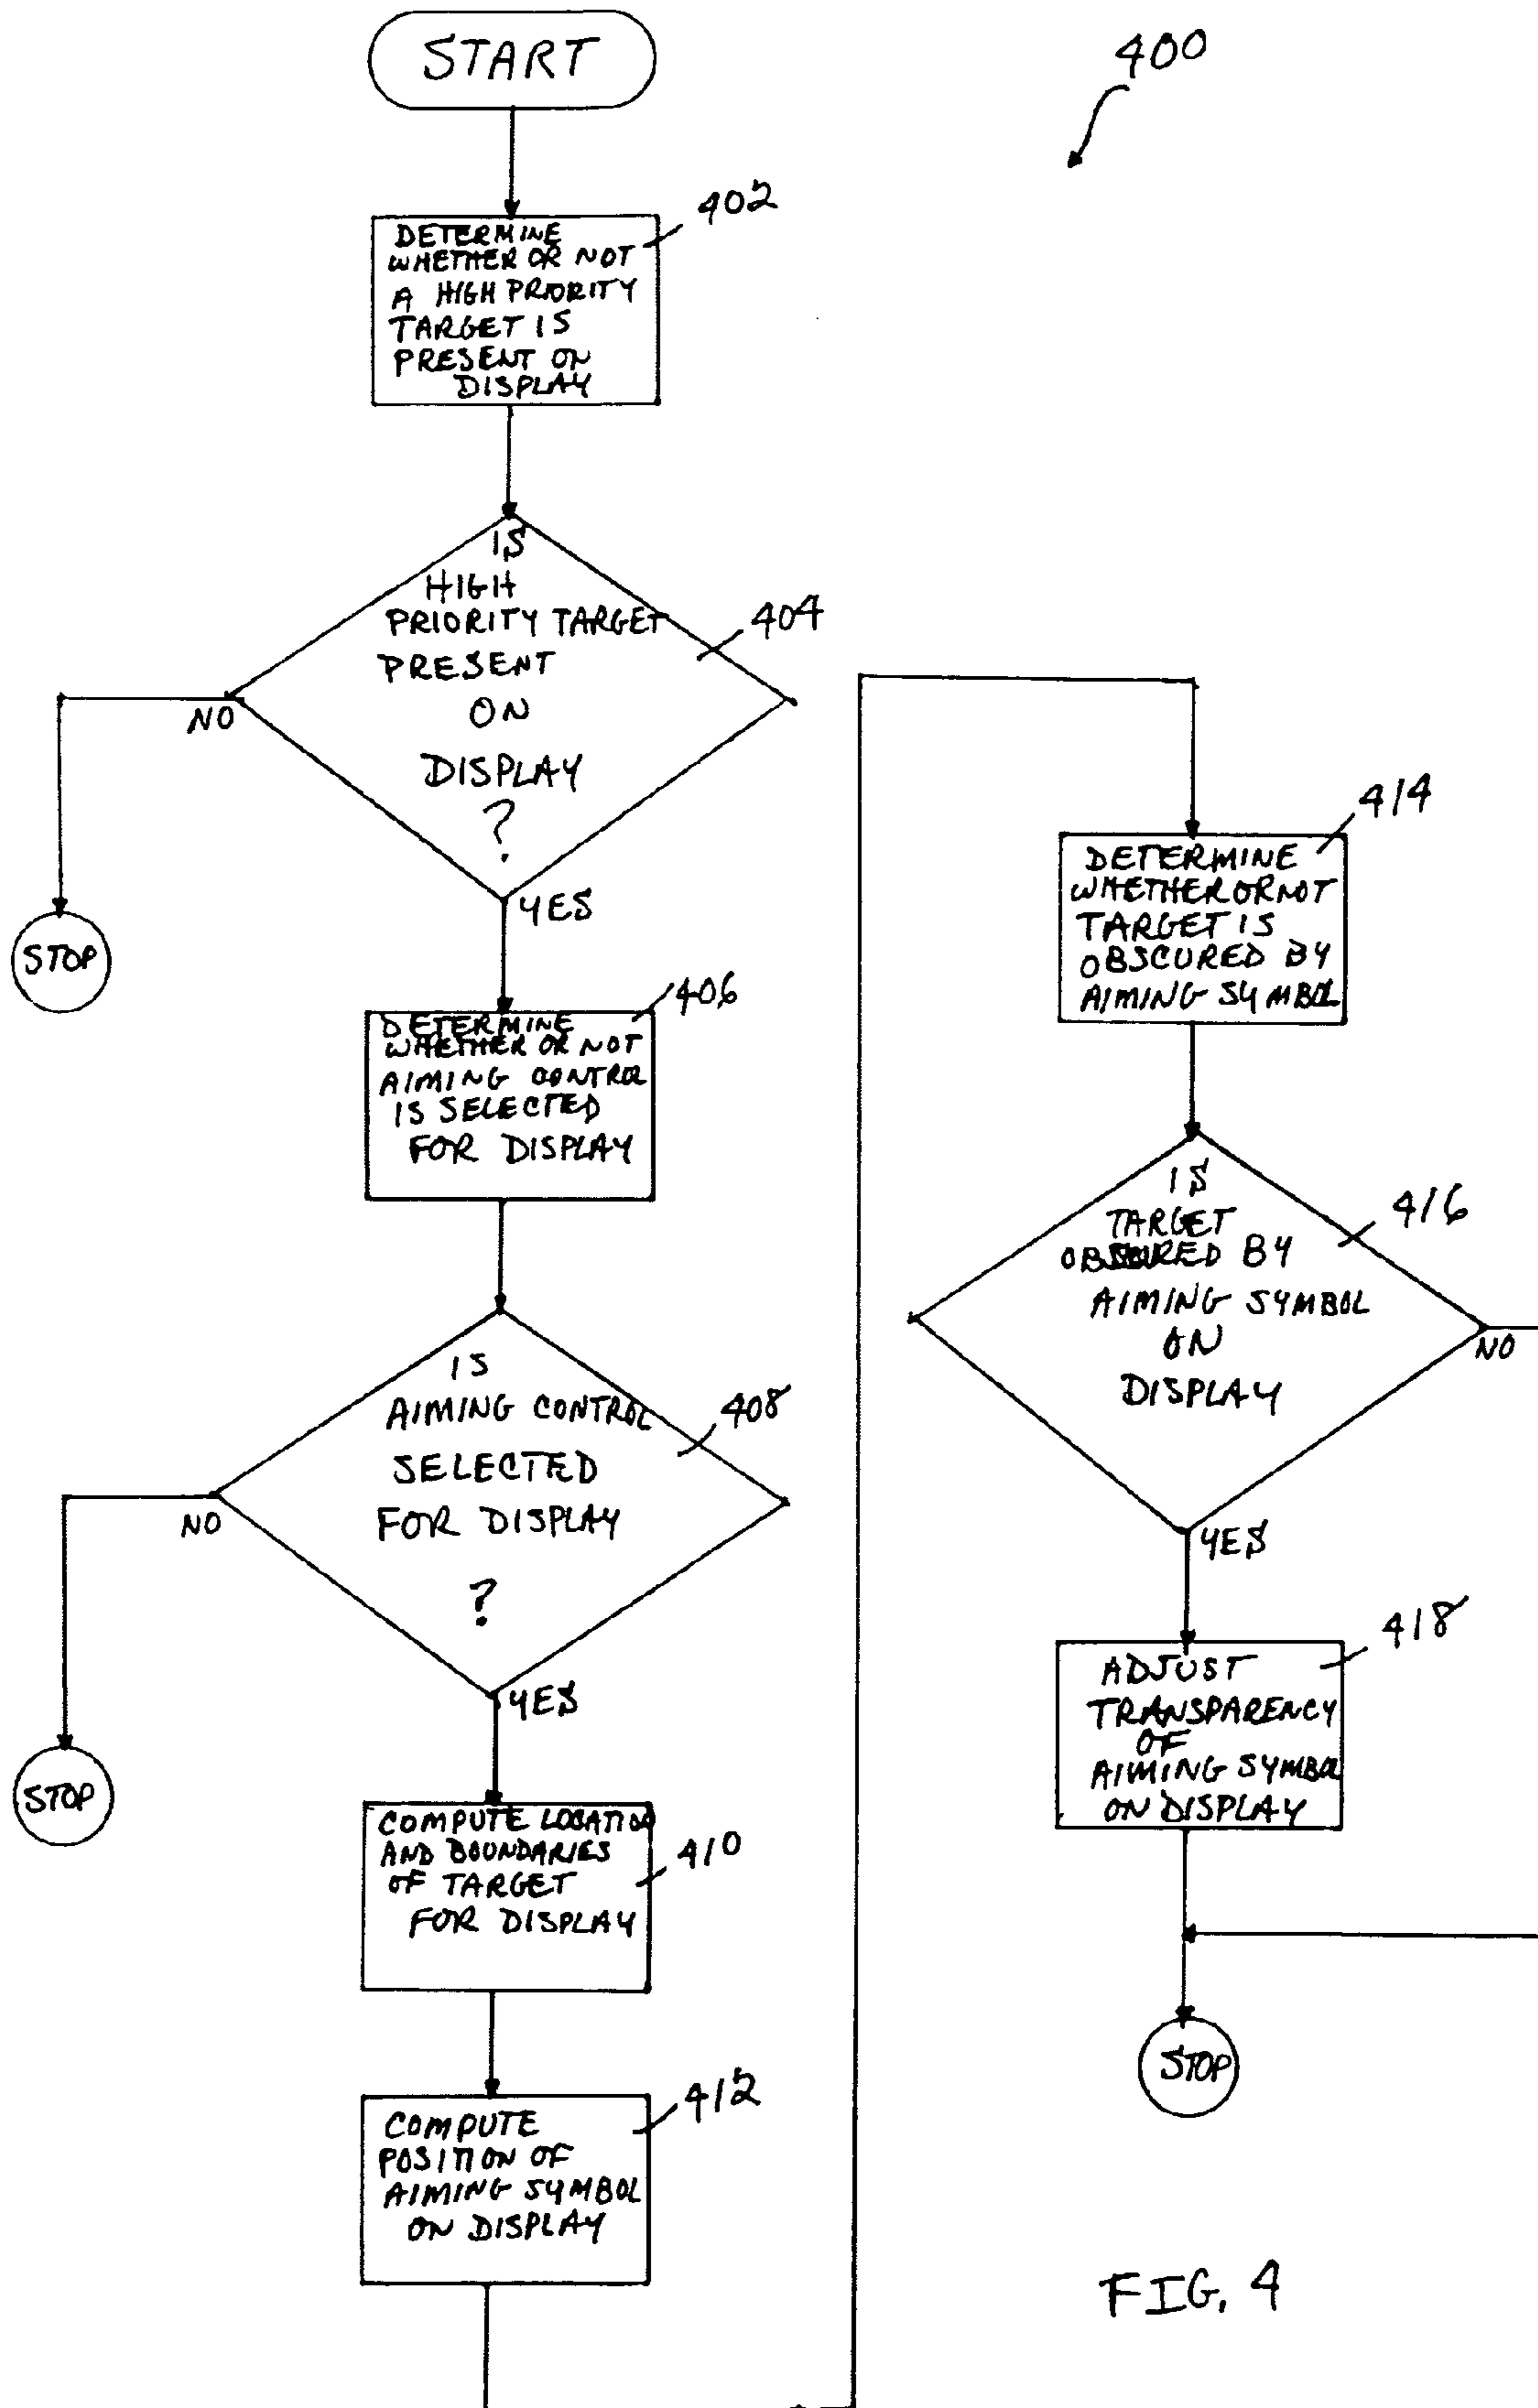 START
400
402
DETERMINE
WHETHER OR NOT
A HIGH PRIORITY
TARGET IS
PRESENT ON
DISPLAY
IS
HIGH
PRIORITY TARGET
PRESENT
ON
DISPLAY
?
404
NO
YES
STOP
406
DETERMINE
WHETHER OR NOT
AIMING CONTROL
IS SELECTED
FOR DISPLAY
IS
AIMING CONTROL
SELECTED
FOR DISPLAY
?
408
NO
YES
STOP
COMPUTE LOCATION
AND BOUNDARIES
OF TARGET
FOR DISPLAY
410
412
COMPUTE
POSITION OF
AIMING SYMBOL
ON DISPLAY
414
DETERMINE
WHETHER OR NOT
TARGET IS
OBSCURED BY
AIMING SYMBOL
IS
TARGET
OBSCURED BY
AIMING SYMBOL
ON
DISPLAY
416
NO
YES
418
ADJUST
TRANSPARENCY
OF
AIMING SYMBOL
ON DISPLAY
STOP
FIG. 4